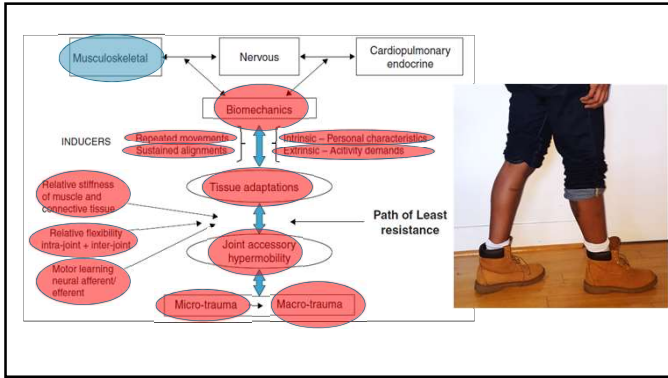 Musculoskeletal
Nervous
Cardiopulmonary
endocrine
Biomechanics
INDUCERS
Repeated movements
Sustained alignments
Intrinsic – Personal characteristics
Extrinsic – Acitivity demands
Tissue adaptations
Relative stiffness
of muscle and
connective tissue
Relative flexibility
intra-joint + inter-joint
Motor learning
neural afferent/
efferent
Path of Least
resistance
Joint accessory
hypermobility
Micro-trauma
Macro-trauma